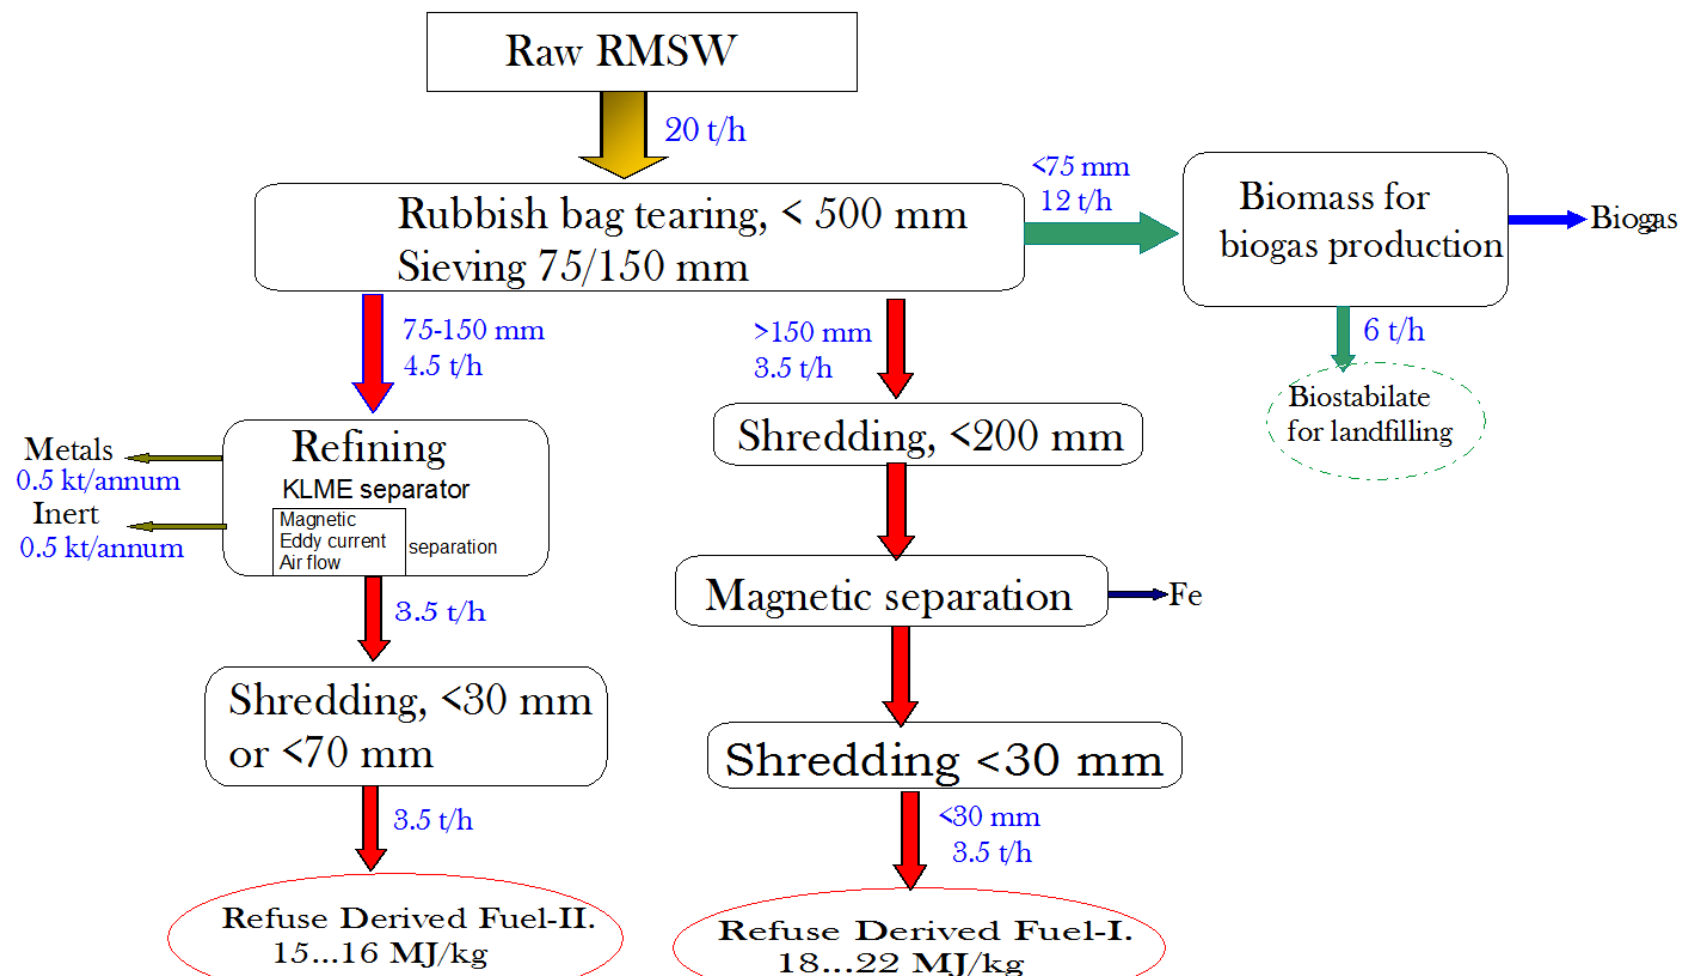 Raw RMSW
20 t/h
Rubbish bag tearing, < 500 mm
Sieving 75/150 mm
<75 mm
12 t/h
Biomass for
biogas production
Biogas
2
6 t/h
Biostabilate
for landfilling
75-150 mm
4.5 t/h
>150 mm
3.5 t/h
Refining
KLME separator
Magnetic
Eddy current
Air flow
separation
Metals
0.5 kt/annum
Inert
0.5 kt/annum
3.5 t/h
Shredding, <30 mm
or <70 mm
3.5 t/h
Refuse Derived Fuel-II.
15...16 MJ/kg
Shredding, <200 mm
Magnetic separation
Fe
Shredding <30 mm
<30 mm
3.5 t/h
Refuse Derived Fuel-I.
18...22 MJ/kg